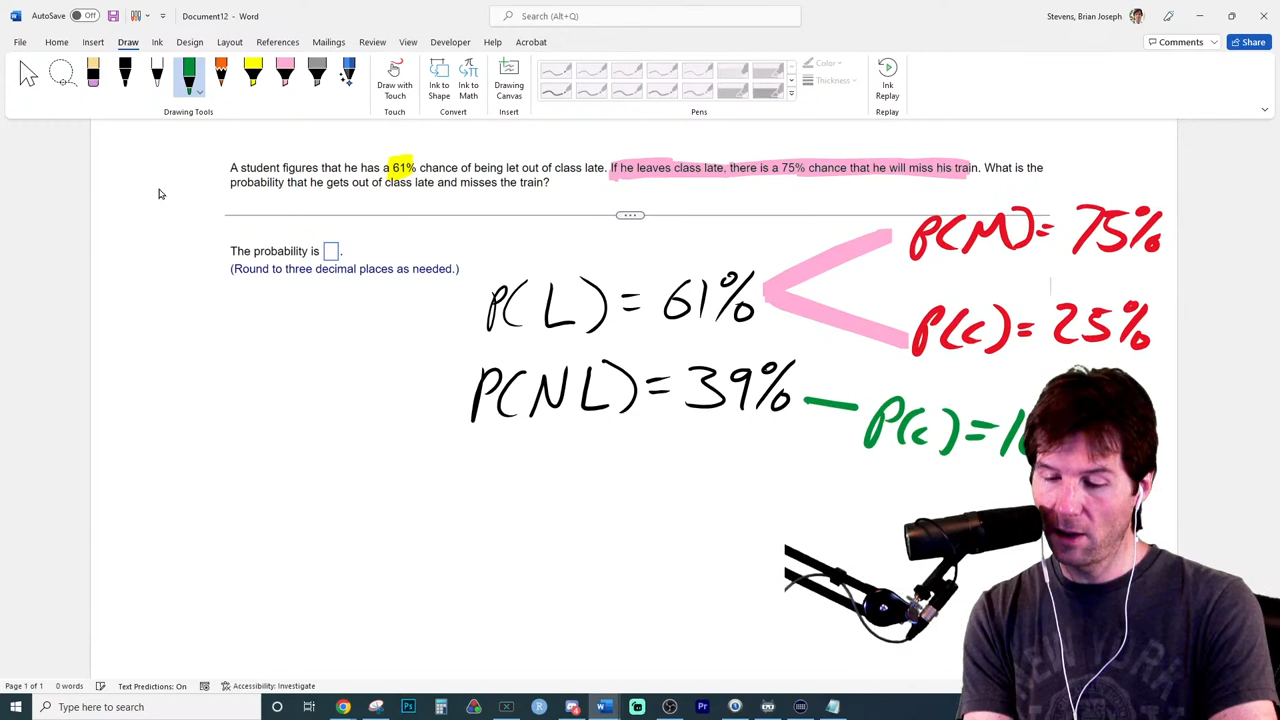 AutoSave Off Document12 - Word Search (Alt+Q) Stevens, Brian Joseph
File Home Insert Draw Ink Design Layout References Mailings Review View Developer Help Acrobat Comments Share
Draw with Touch Ink to Shape Ink to Math Drawing Canvas Color Thickness Ink Replay
Drawing Tools Touch Convert Insert Pens Replay
A student figures that he has a 61% chance of being let out of class late. If he leaves class late, there is a 75% chance that he will miss his train. What is the
probability that he gets out of class late and misses the train?
The probability is .
(Round to three decimal places as needed.)
P(M)= 75%
P(L) = 61%
P(C)= 25%
P(NL)= 39%
P(C)=1
Page 1 of 1 0 words Text Predictions: On Accessibility: Investigate
Type here to search